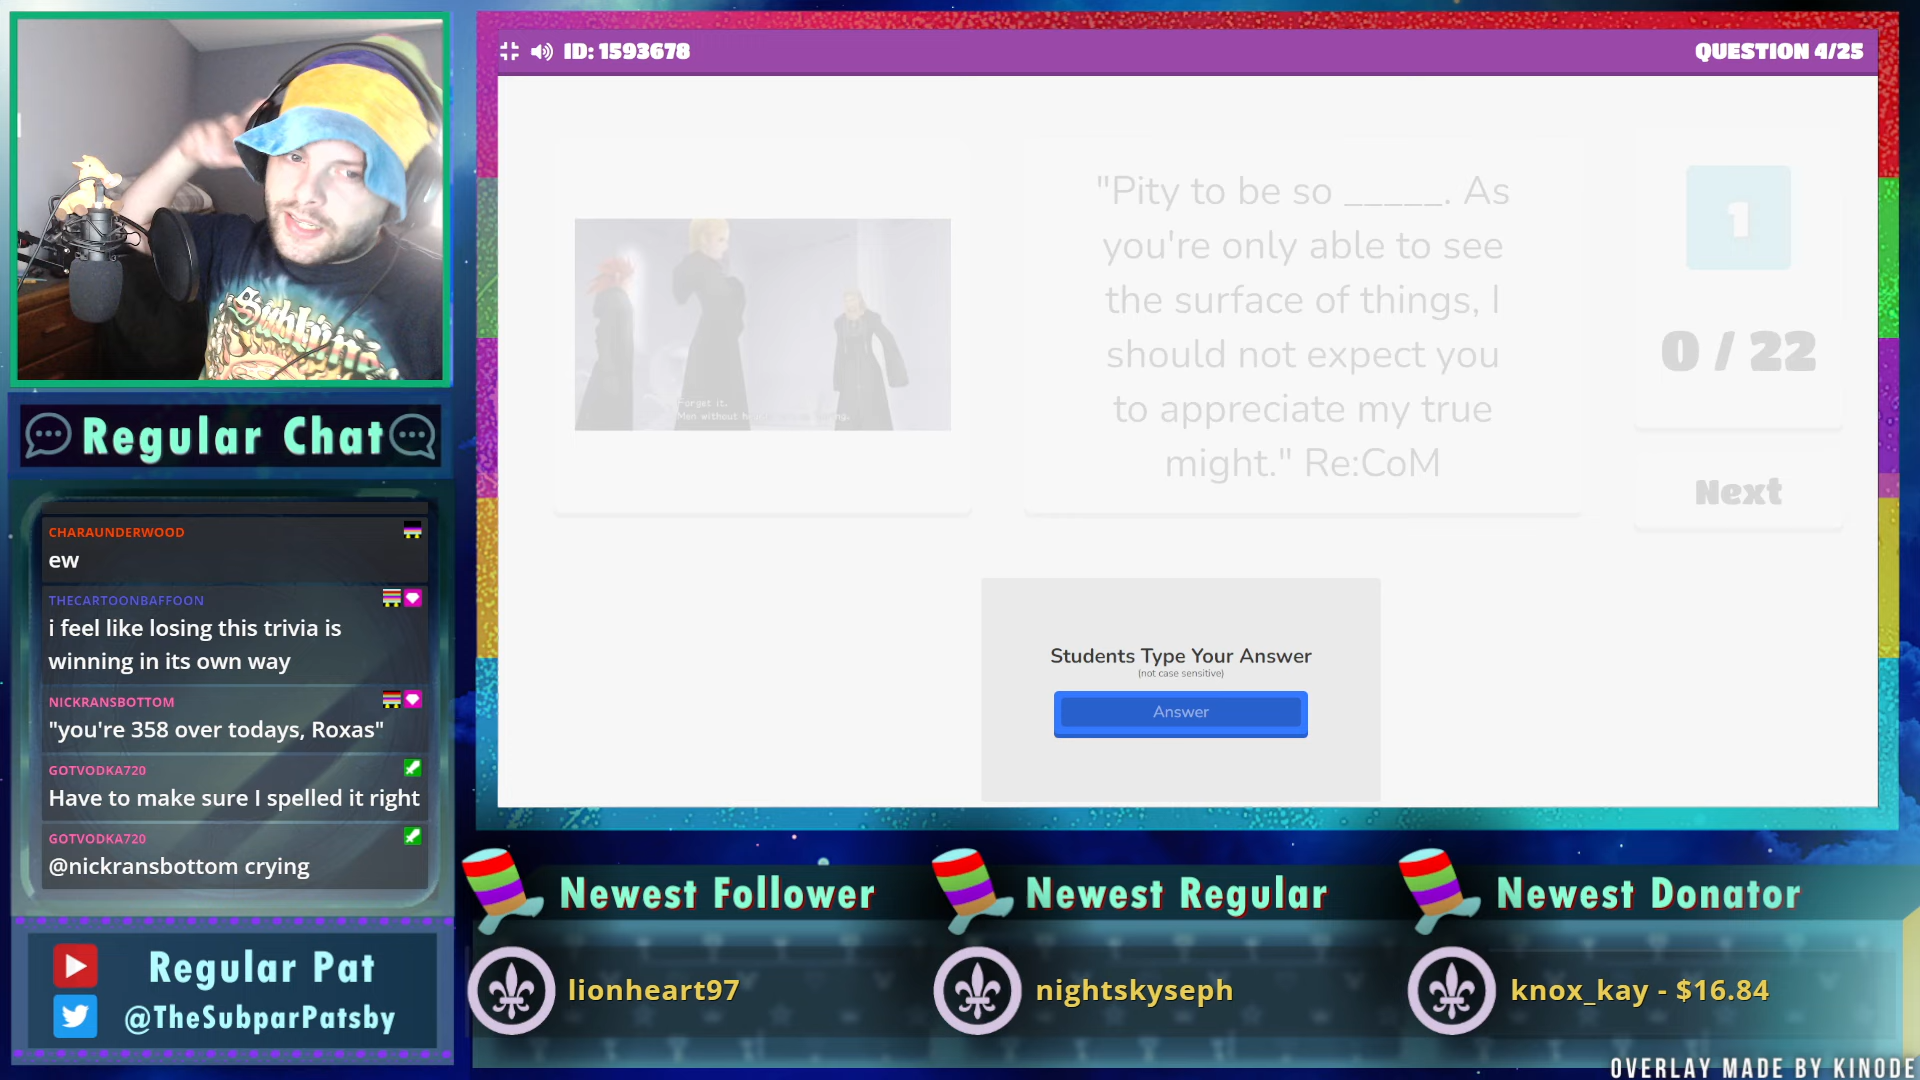 ID: 1593678
QUESTION 4/25
"Pity to be so _____. As
you're only able to see
the surface of things, I
should not expect you
to appreciate my true
might." Re:CoM
1
0 / 22
Next
Forget it.
Men without
Students Type Your Answer
(not case sensitive)
Answer
Sublime
Regular Chat
CHARAUNDERWOOD
ew
THECARTOONBAFFOON
i feel like losing this trivia is
winning in its own way
NICKRANSBOTTOM
"you're 358 over todays, Roxas"
GOTVODKA720
Have to make sure I spelled it right
GOTVODKA720
@nickransbottom crying
Regular Pat
@TheSubparPatsby
Newest Follower
lionheart97
Newest Regular
nightskyseph
Newest Donator
knox_kay - $16.84
OVERLAY MADE BY KINODE